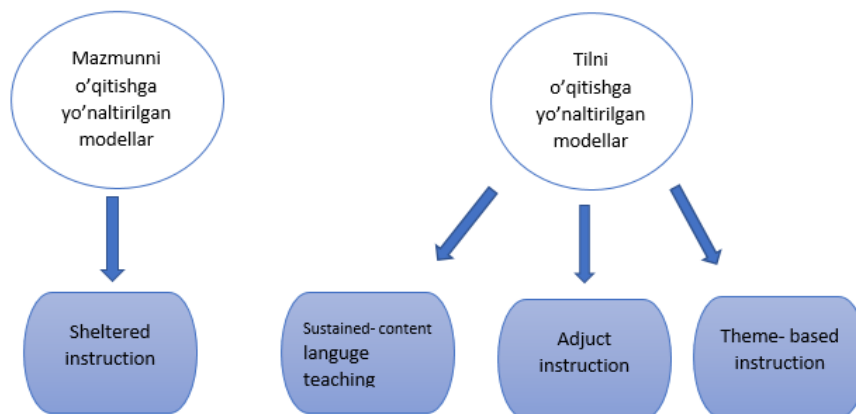 Mazmunni
o'qitishga
yo'naltirilgan
modellar
Tilni
o'qitishga
yo'naltirilgan
modellar
Sheltered
instruction
Sustained- content
languge
teaching
Adjuct
instruction
Theme- based
instruction